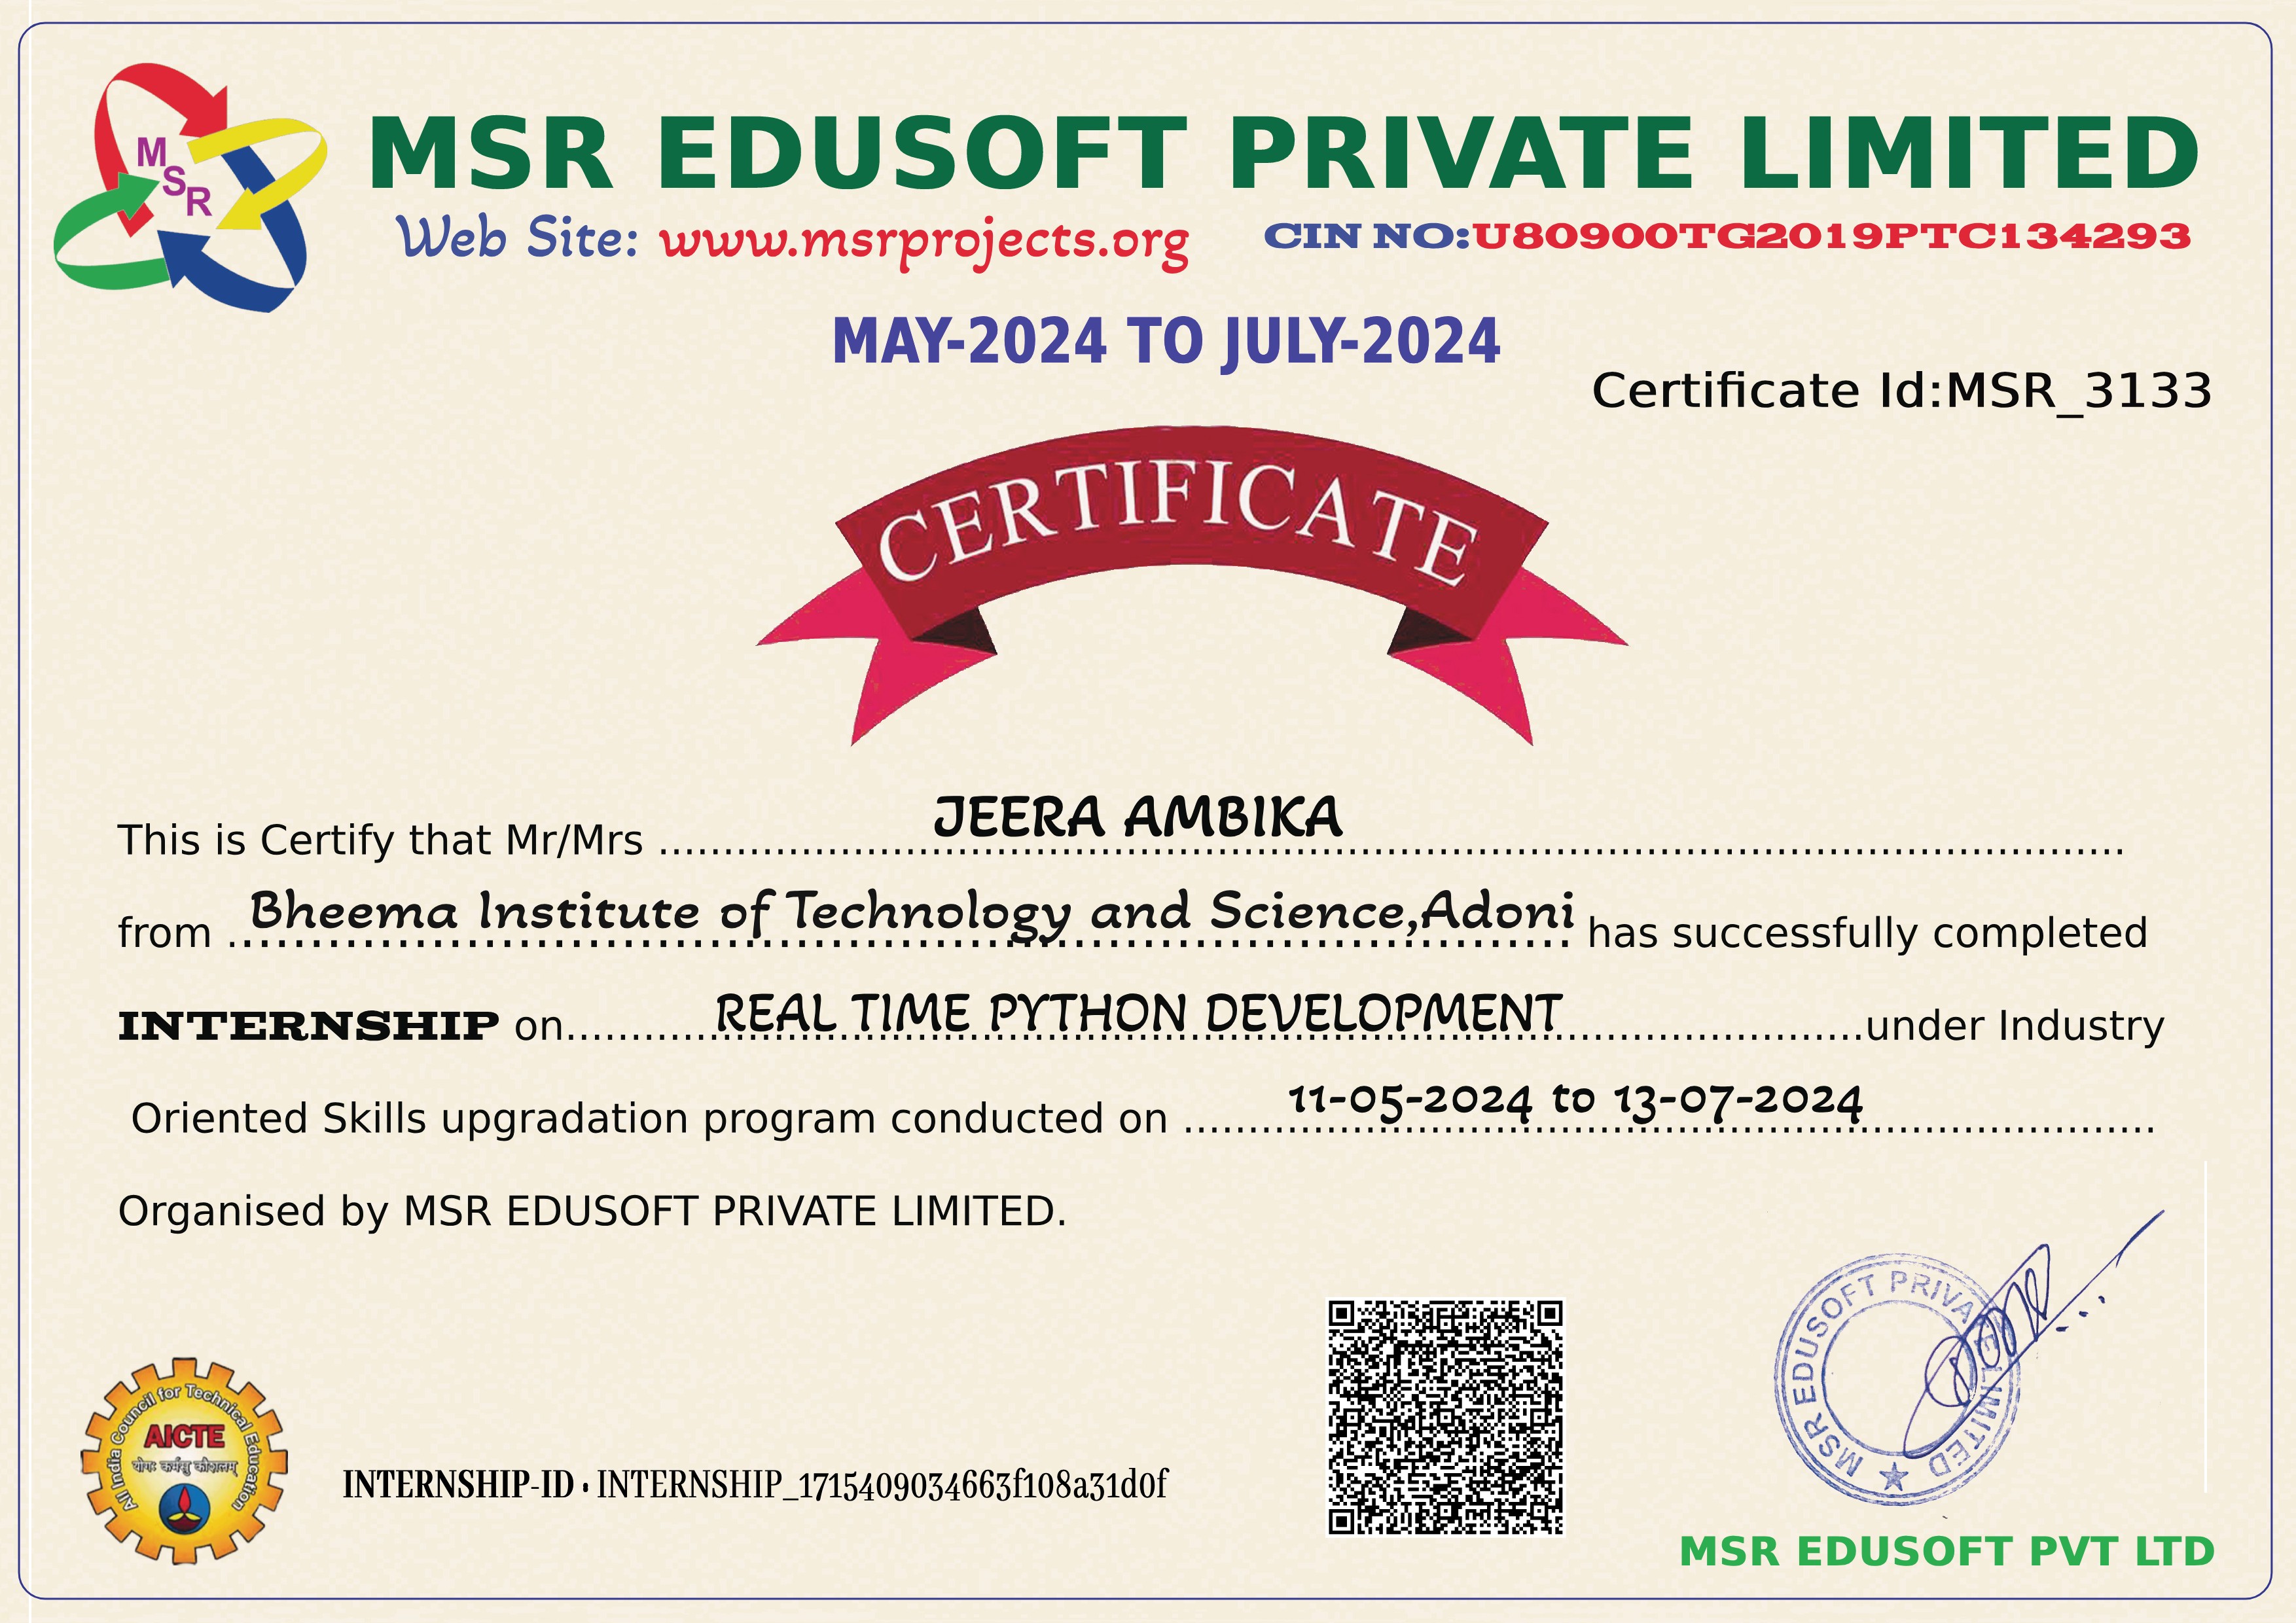 M
S
R
MSR EDUSOFT PRIVATE LIMITED
Web Site: www.msrprojects.org CIN NO:U80900TG2019PTC134293
MAY-2024 TO JULY-2024
Certificate Id:MSR_3133
CERTIFICATE
This is Certify that Mr/Mrs JEERA AMBIKA
from Bheema Institute of Technology and Science,Adoni has successfully completed
INTERNSHIP on REAL TIME PYTHON DEVELOPMENT under Industry
Oriented Skills upgradation program conducted on 11-05-2024 to 13-07-2024
Organised by MSR EDUSOFT PRIVATE LIMITED.
All India Council for Technical Education
AICTE
योगः कर्मसु कौशलम्
INTERNSHIP-ID : INTERNSHIP_1715409034663f108a31d0f
MSR EDUSOFT PRIVATE LIMITED
MSR EDUSOFT PVT LTD